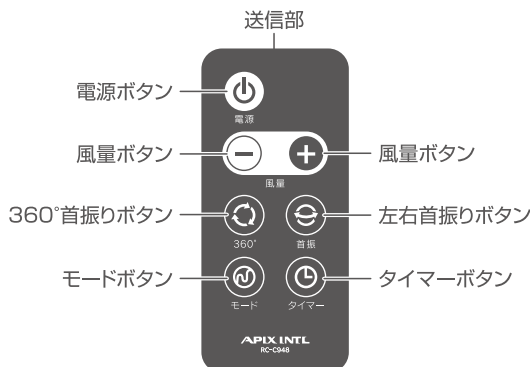 送信部
電源ボタン
電源
風量ボタン
風量ボタン
風量
360°首振りボタン
左右首振りボタン
360°
首振
モードボタン
タイマーボタン
モード
タイマー
APIX INTL
RC-C948